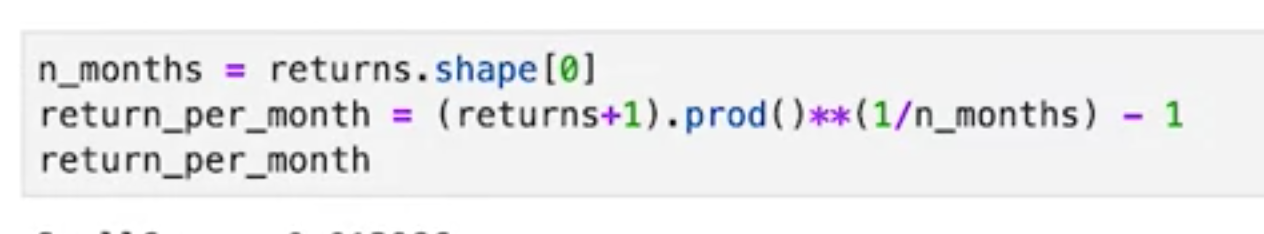 n_months = returns.shape[0]
return_per_month = (returns+1).prod()**(1/n_months) - 1
return_per_month